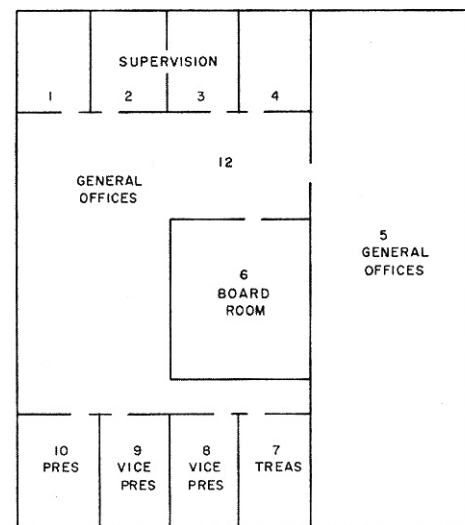 SUPERVISION
1 2 3 4
12
GENERAL
OFFICES
5
GENERAL
OFFICES
6
BOARD
ROOM
10
PRES
9
VICE
PRES
8
VICE
PRES
7
TREAS